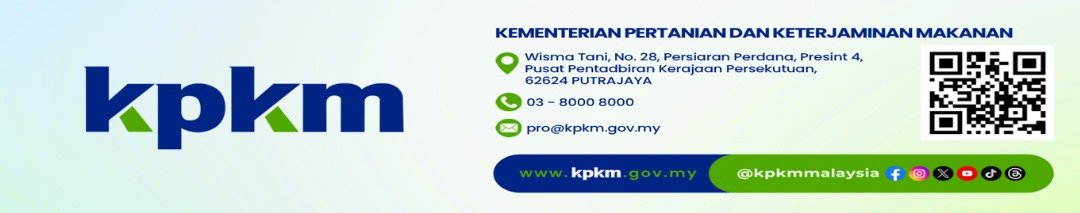 kpkm
KEMENTERIAN PERTANIAN DAN KETERJAMINAN MAKANAN
Wisma Tani, No. 28, Persiaran Perdana, Presint 4,
Pusat Pentadbiran Kerajaan Persekutuan,
62624 PUTRAJAYA
03 - 8000 8000
pro@kpkm.gov.my
www.kpkm.gov.my
@kpkmmalaysia